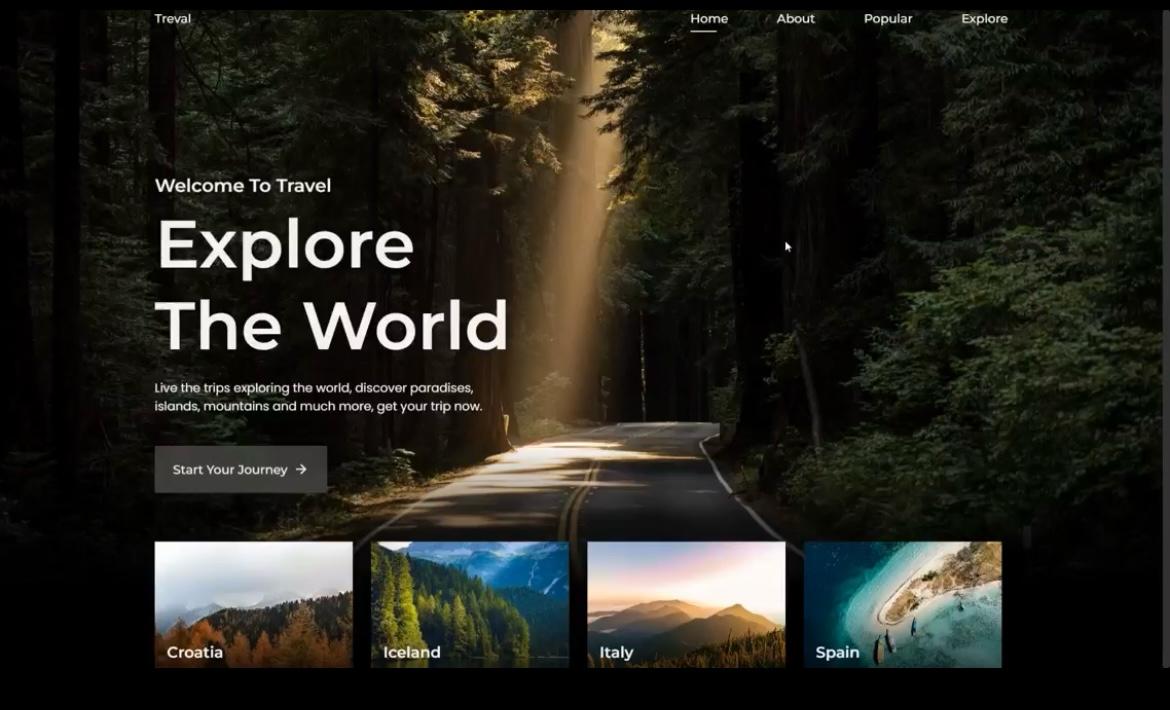 Treval
Home About Popular Explore
Welcome To Travel
Explore
The World
Live the trips exploring the world, discover paradises,
islands, mountains and much more, get your trip now.
Start Your Journey →
Croatia
Iceland
Italy
Spain